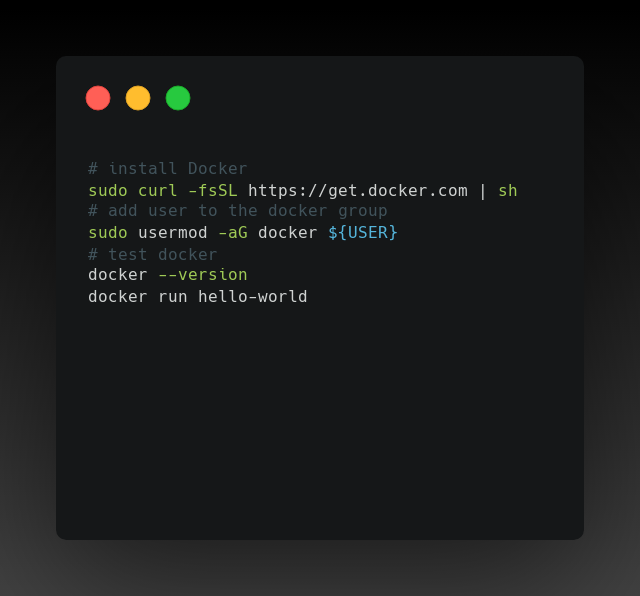 # install Docker
sudo curl -fsSL https://get.docker.com | sh
# add user to the docker group
sudo usermod -aG docker ${USER}
# test docker
docker --version
docker run hello-world